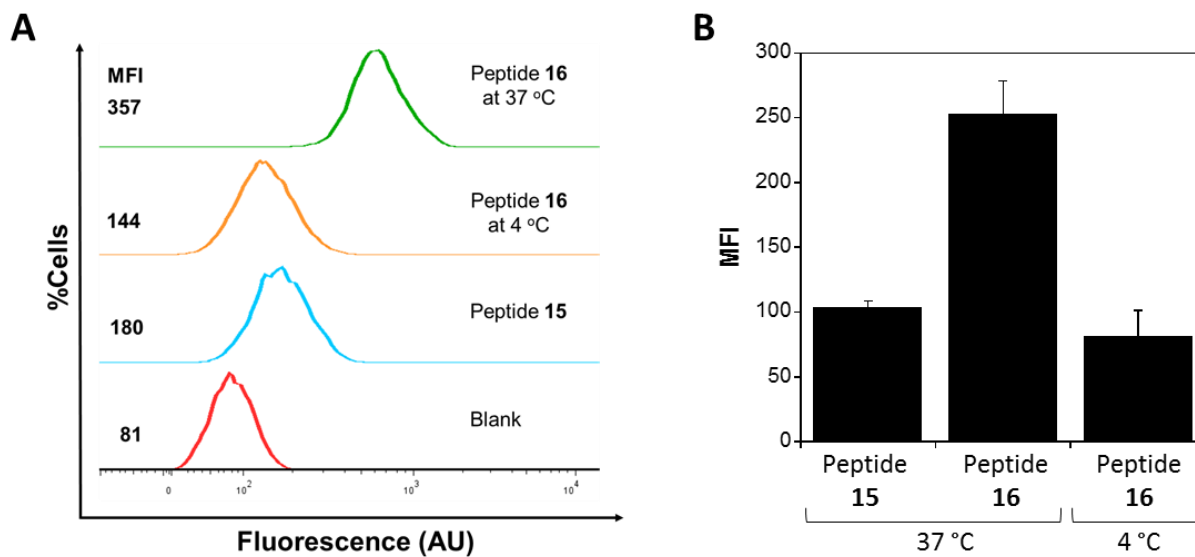 A
MFI
357
Peptide 16
at 37 °C
144
Peptide 16
at 4 °C
180
Peptide 15
81
Blank
%Cells
0 10² 10³ 10⁴
Fluorescence (AU)
B
300
250
200
150
100
50
0
MFI
Peptide Peptide Peptide
15 16 16
37 °C 4 °C